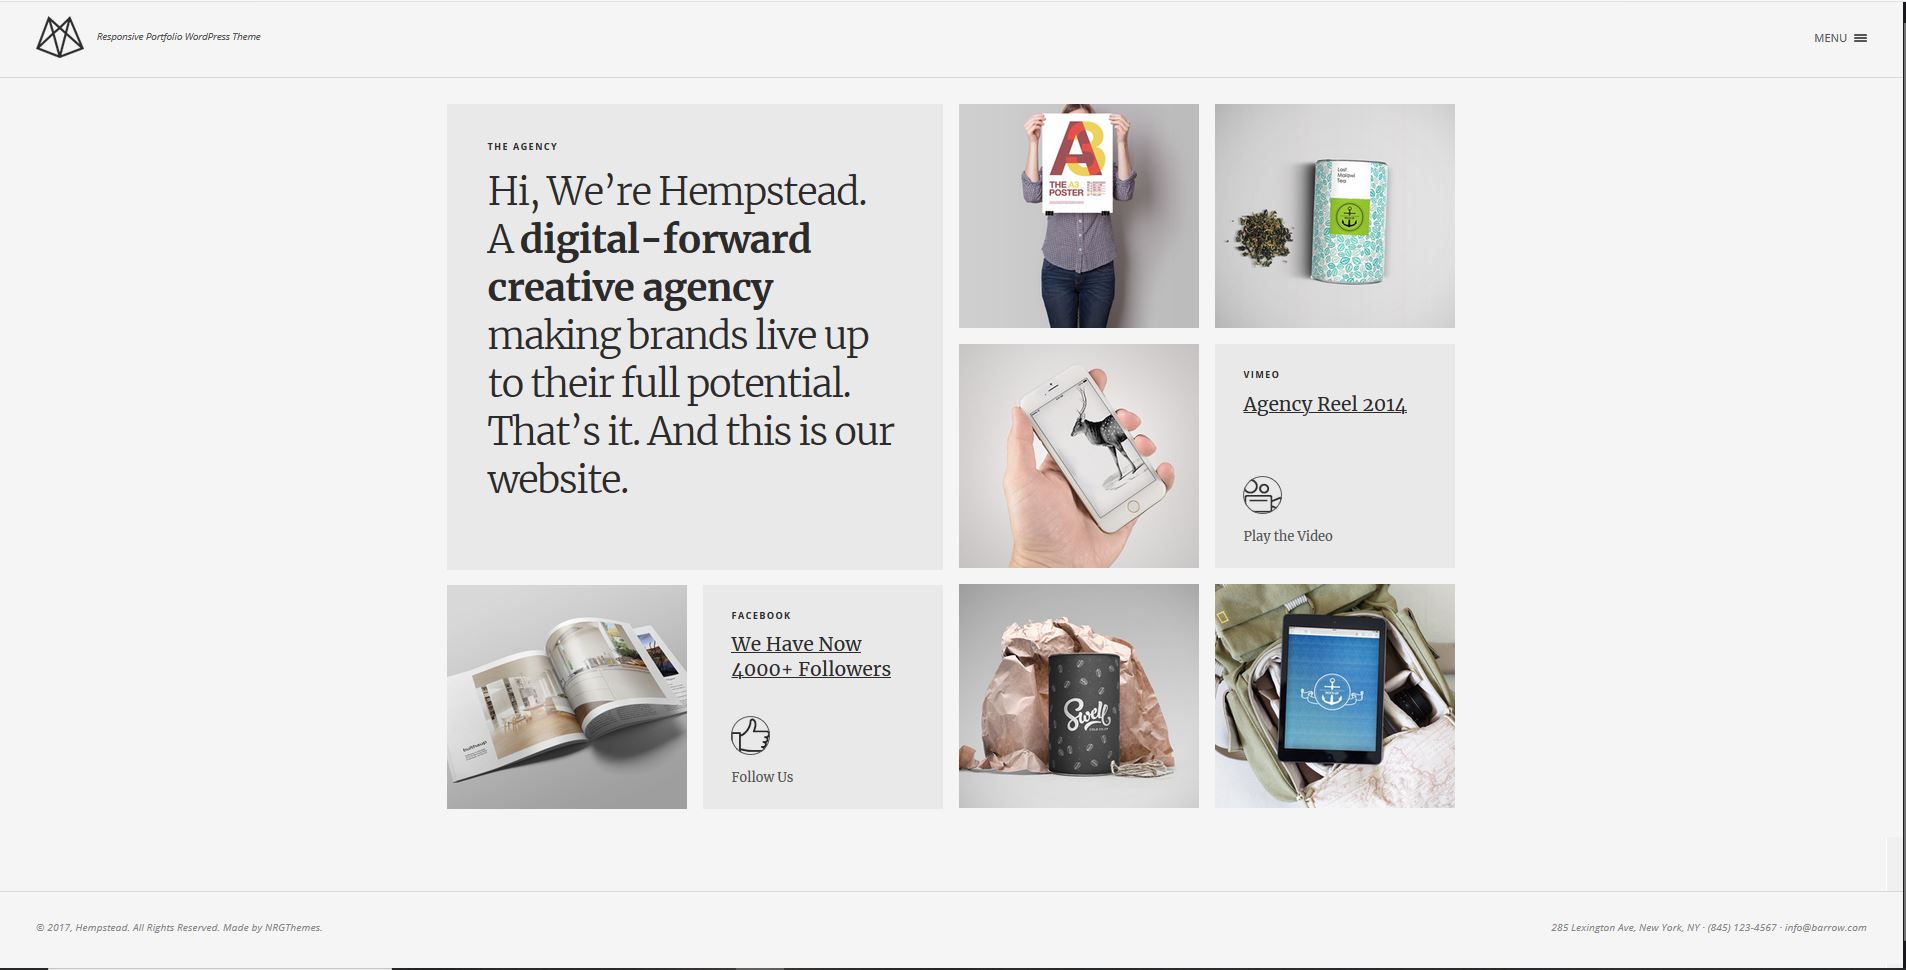 Responsive Portfolio WordPress Theme
MENU
THE AGENCY
Hi, We’re Hempstead.
A digital-forward
creative agency
making brands live up
to their full potential.
That’s it. And this is our
website.
A3
THE A3
POSTER
Lost
Malawi
Tea
VIMEO
Agency Reel 2014
Play the Video
FACEBOOK
We Have Now
4000+ Followers
Follow Us
Swell
© 2017, Hempstead. All Rights Reserved. Made by NRGThemes.
285 Lexington Ave, New York, NY · (845) 123-4567 · info@barrow.com